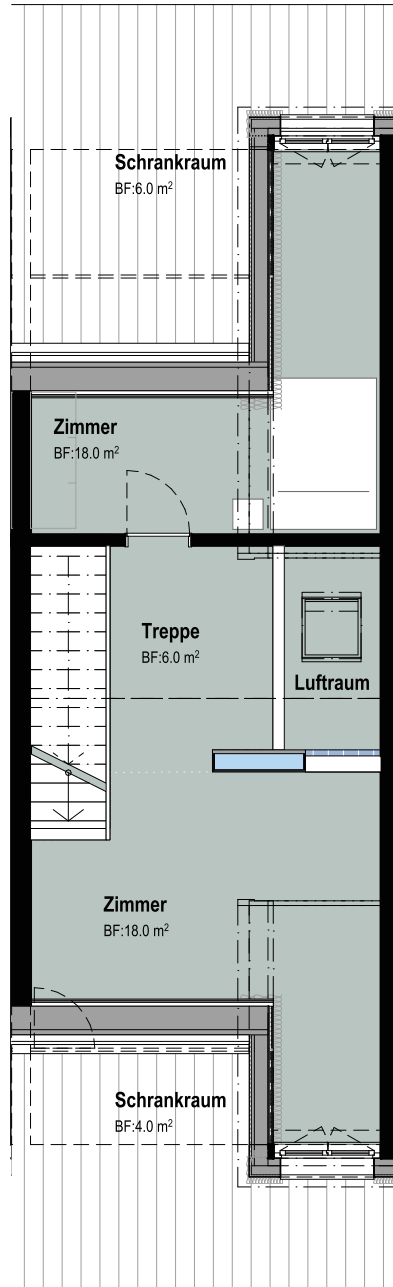 Schrankraum
BF:6.0 m²
Zimmer
BF:18.0 m²
Treppe
BF:6.0 m²
Luftraum
Zimmer
BF:18.0 m²
Schrankraum
BF:4.0 m²